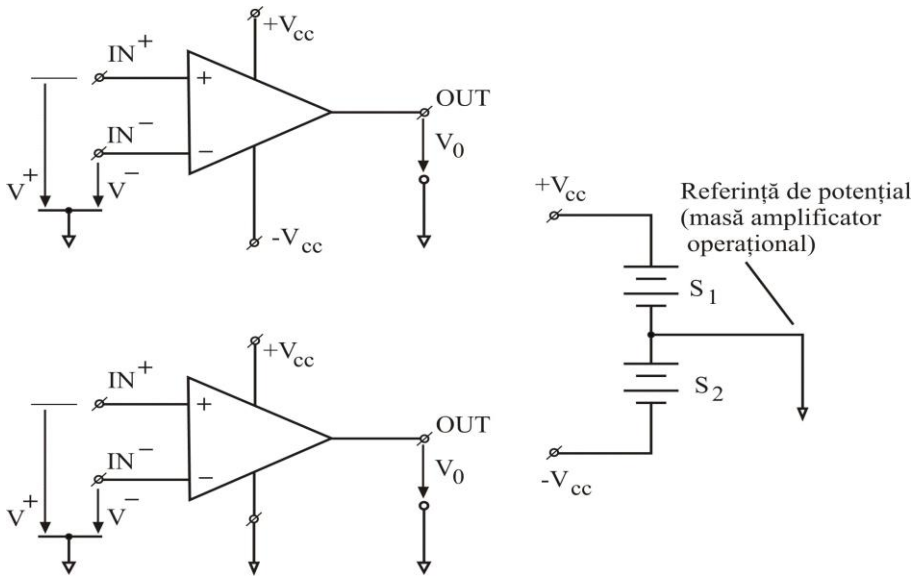 +Vcc
IN+
+
OUT
IN−
−
V0
V+
V−
-Vcc
+Vcc
Referință de potențial
(masă amplificator
operațional)
S1
S2
-Vcc
+Vcc
IN+
+
OUT
IN−
−
V0
V+
V−